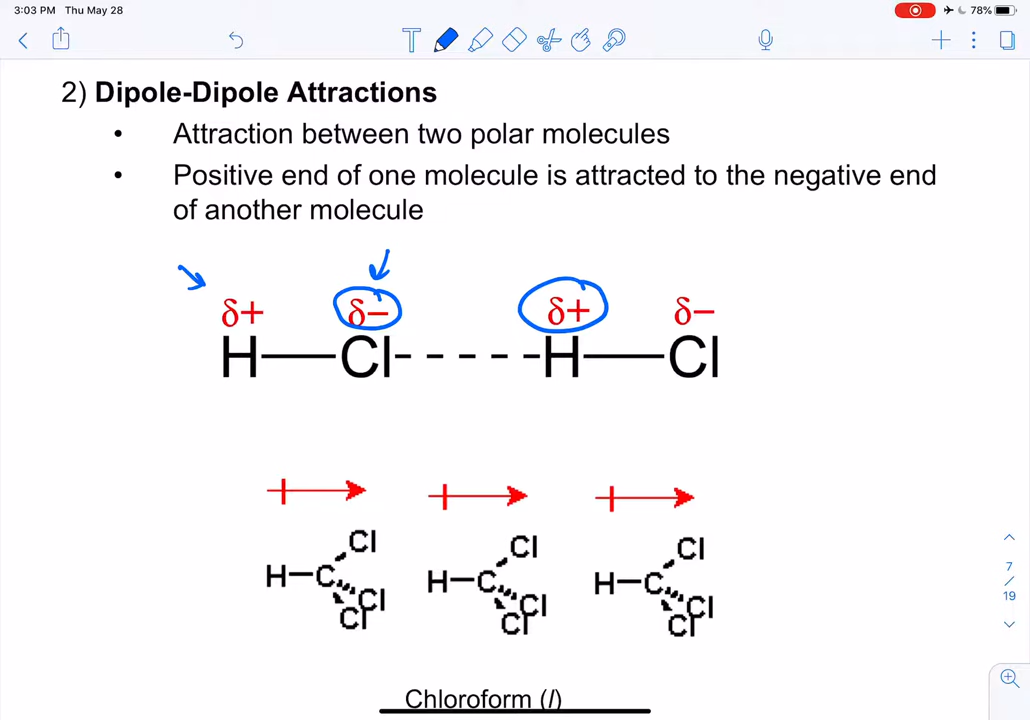 3:03 PM Thu May 28
78%
T
2) Dipole-Dipole Attractions
• Attraction between two polar molecules
• Positive end of one molecule is attracted to the negative end
of another molecule
δ+ δ− δ+ δ−
H—Cl-----H—Cl
Cl Cl Cl
H–C H–C H–C
Cl Cl Cl
Cl Cl Cl
7
/
19
Chloroform (l)